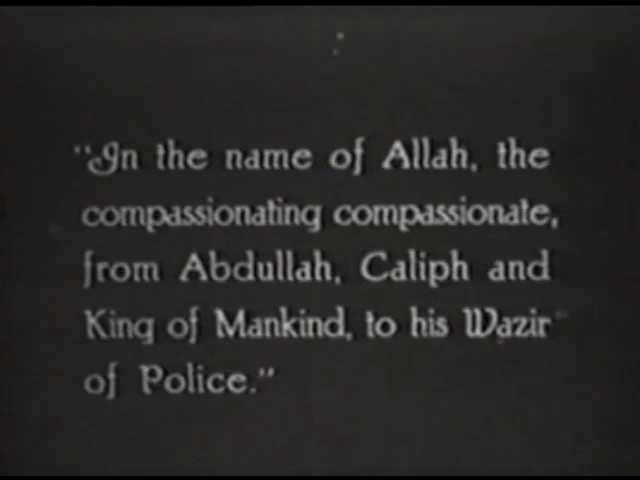 "In the name of Allah, the
compassionating compassionate,
from Abdullah, Caliph and
King of Mankind, to his Wazir
of Police."